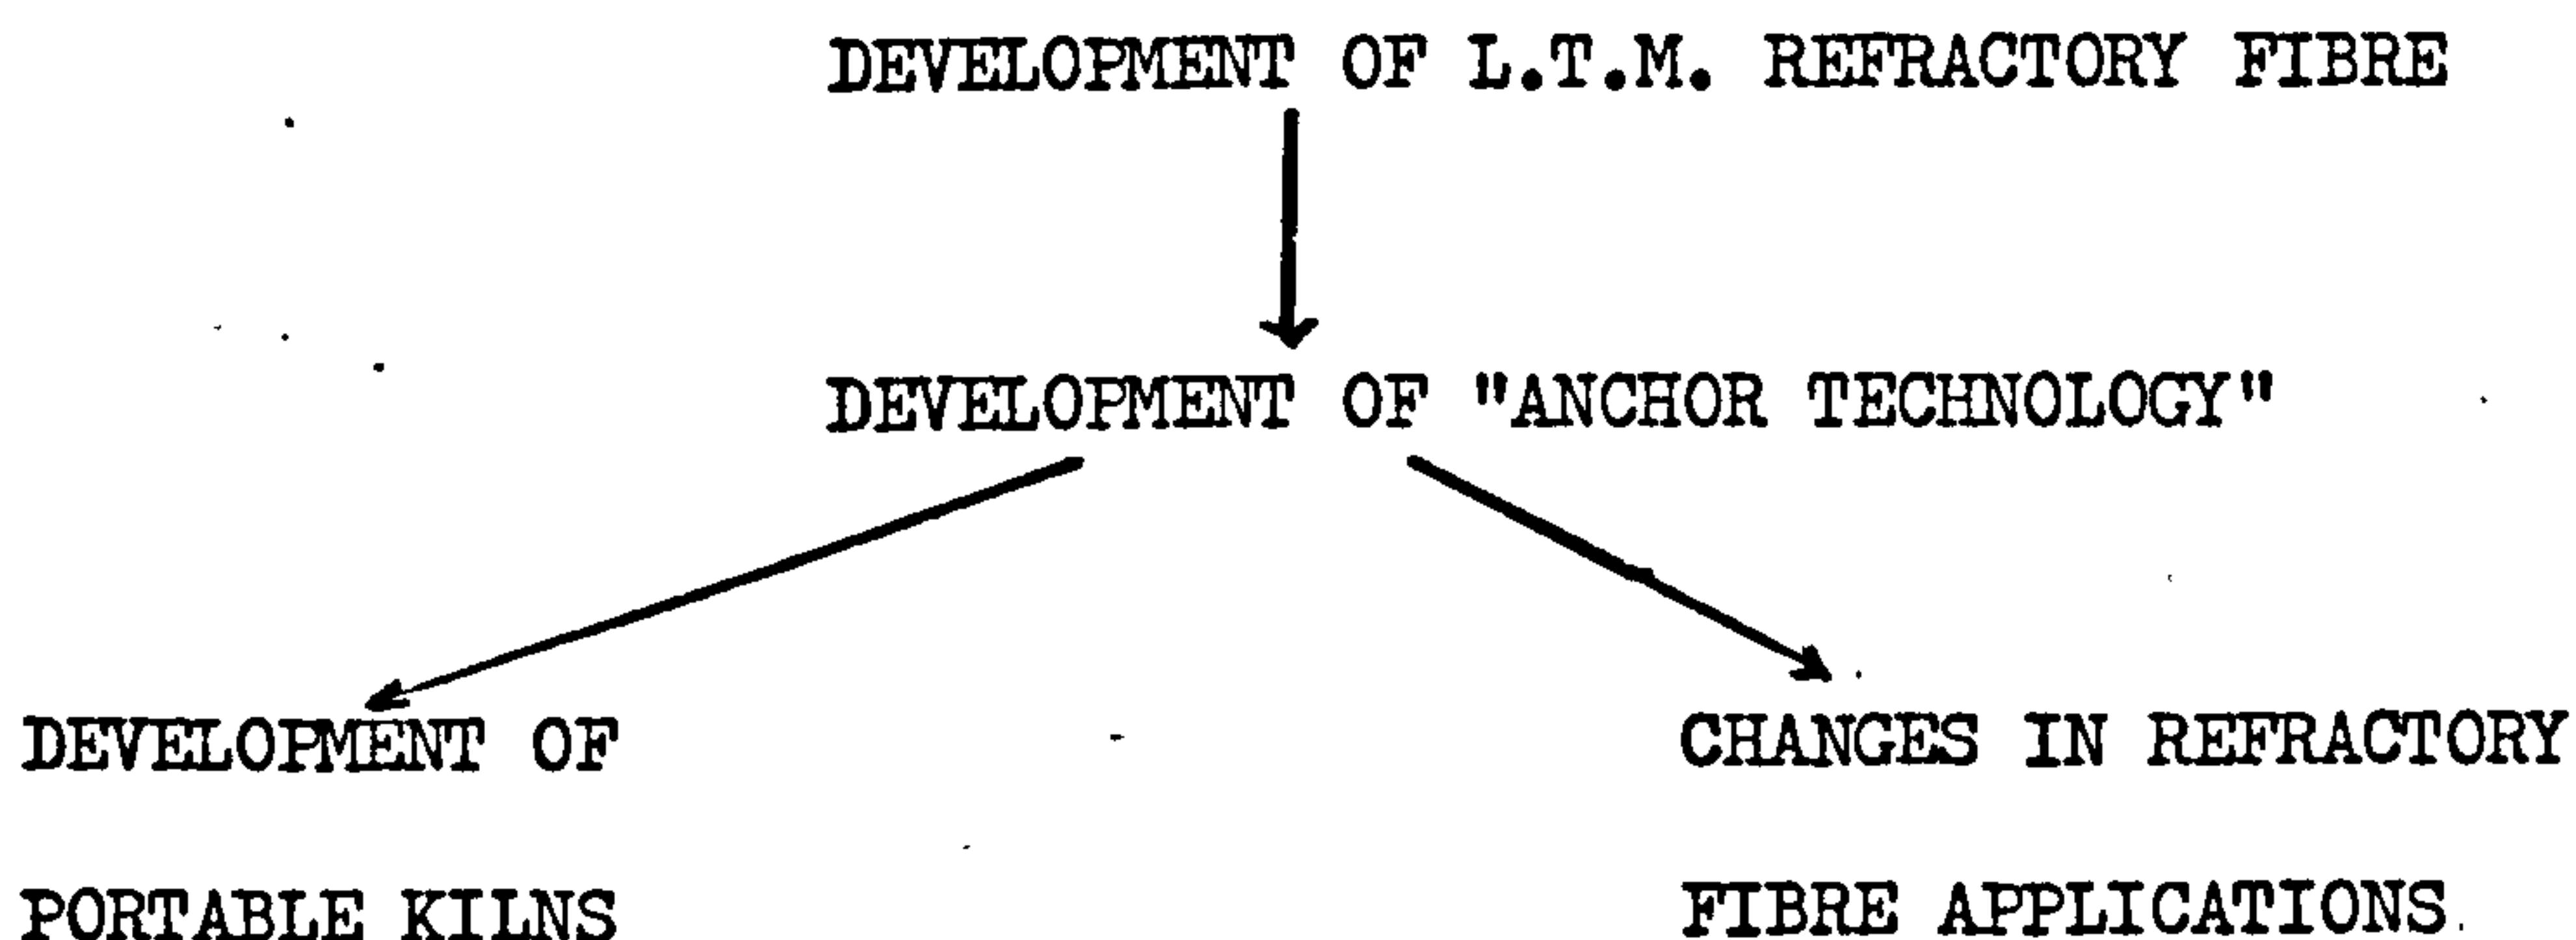 DEVELOPMENT OF L.T.M. REFRACTORY FIBRE
DEVELOPMENT OF "ANCHOR TECHNOLOGY"
DEVELOPMENT OF
PORTABLE KILNS
CHANGES IN REFRACTORY
FIBRE APPLICATIONS